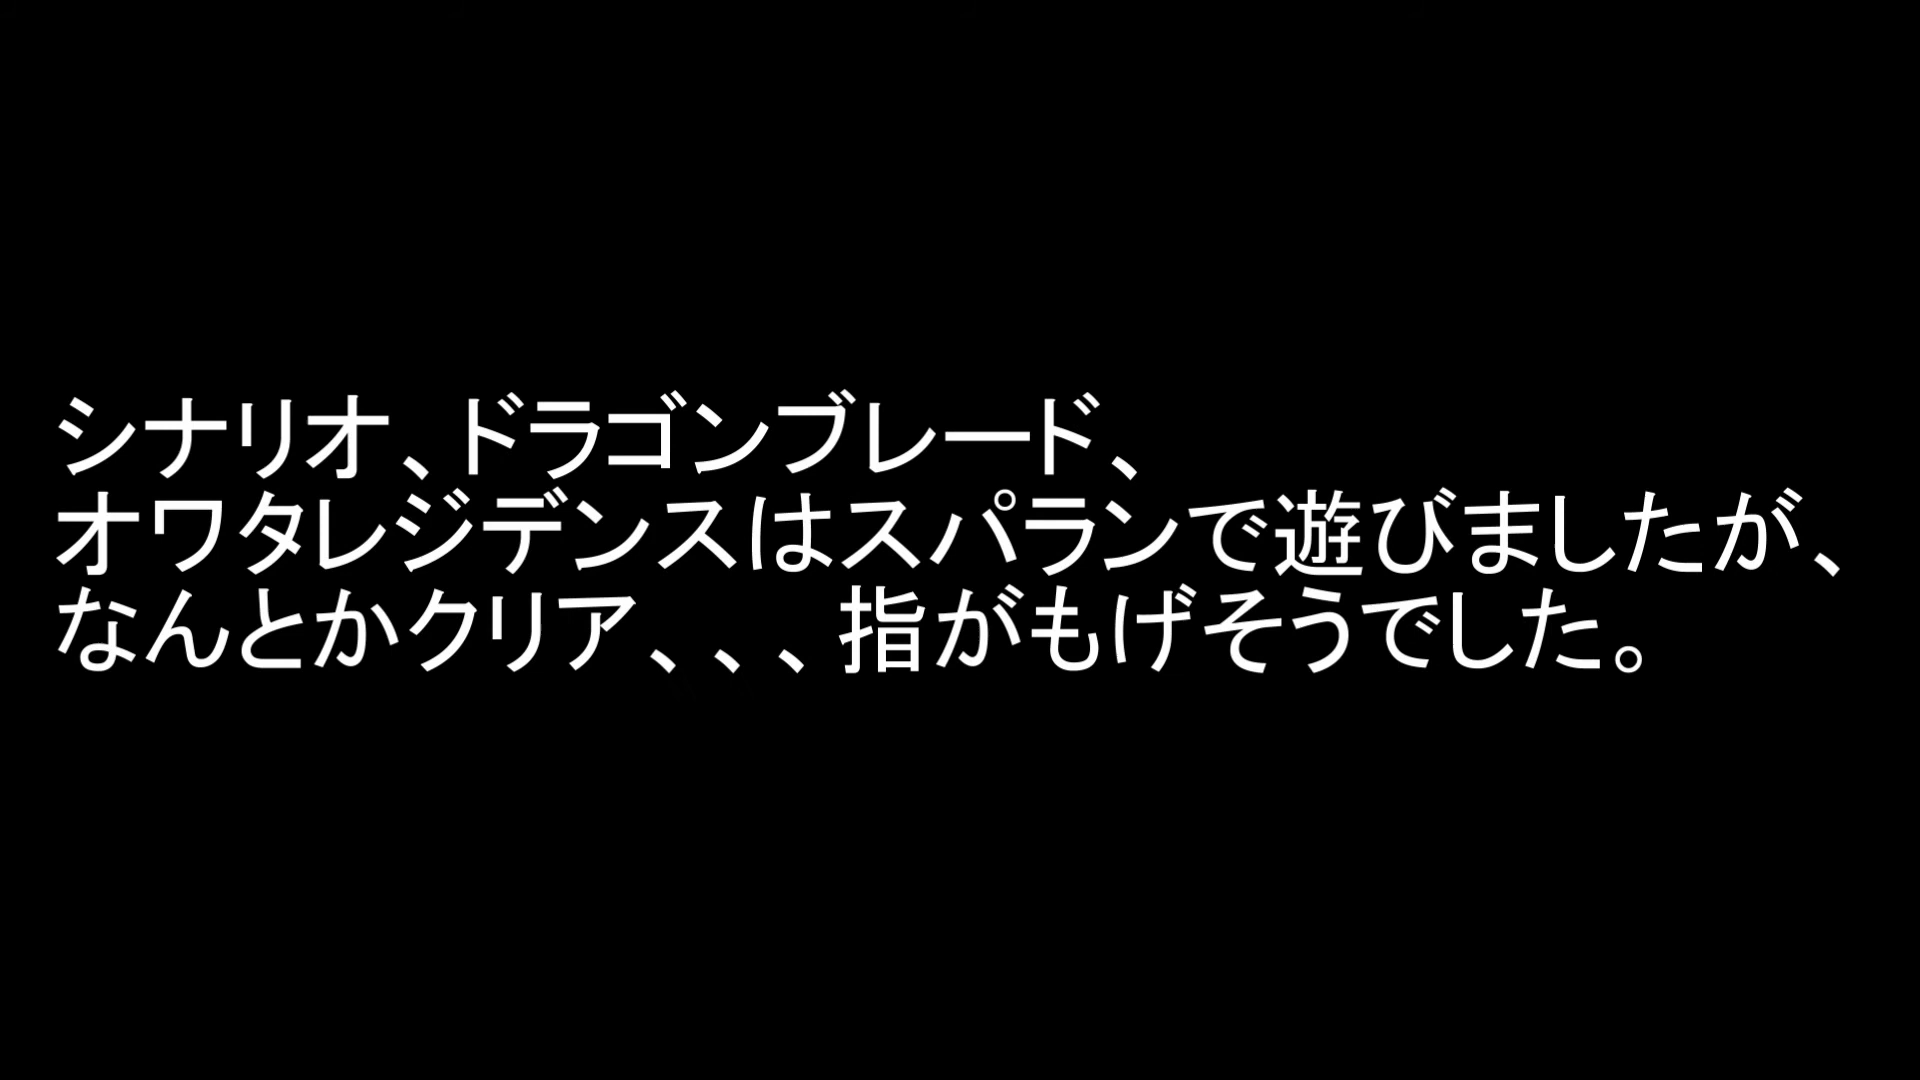 シナリオ、ドラゴンブレード、
オワタレジデンスはスパランで遊びましたが、
なんとかクリア、、、指がもげそうでした。